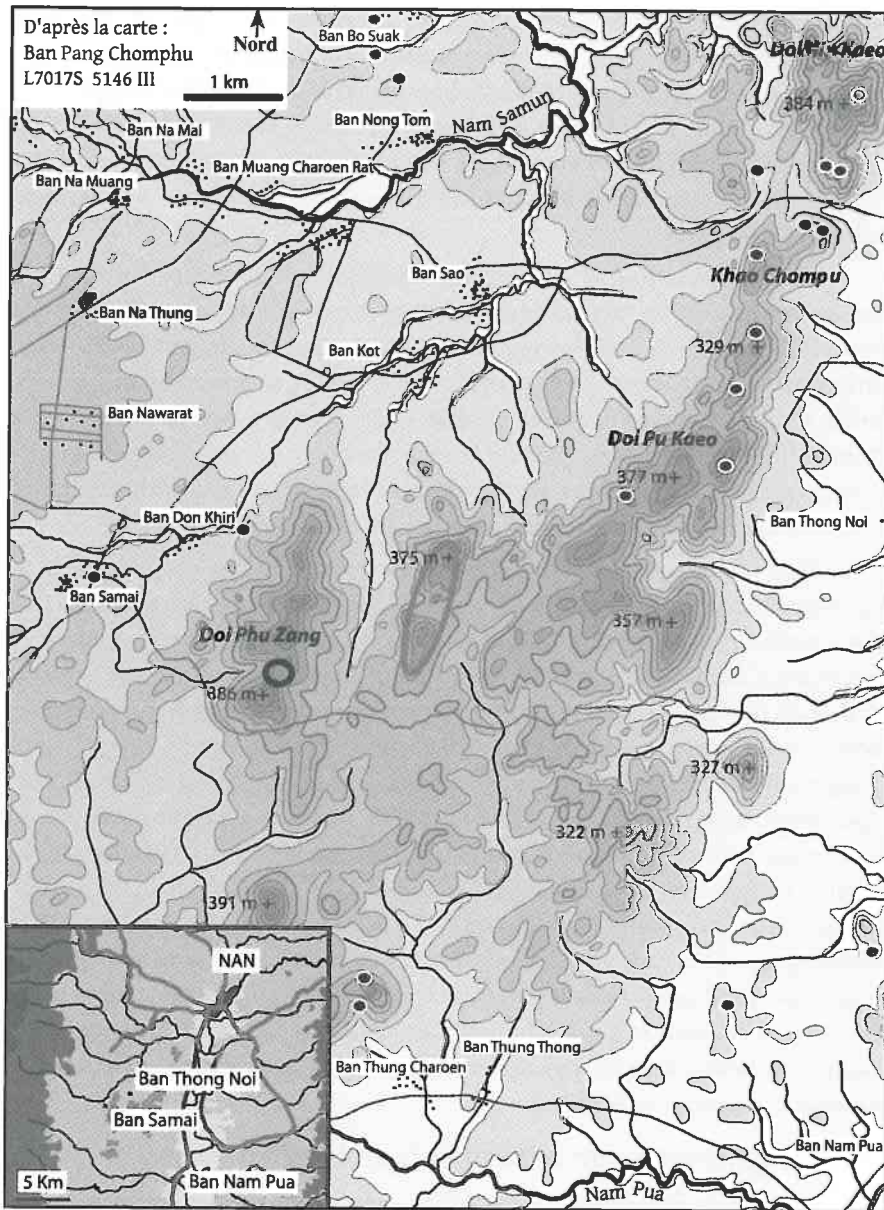 D'après la carte :
Ban Pang Chomphu
L7017S 5146 III
Nord
1 km
Ban Bo Suak
384 m +
Ban Nong Tom
Nam Samun
Ban Na Mai
Ban Muang Charoen Rat
Ban Na Muang
Ban Sao
Khao Chompu
Ban Na Thung
Ban Kot
329 m +
Ban Nawarat
Doi Pu Kaeo
377 m +
Ban Don Khiri
Ban Thong Noi
375 m +
Ban Samai
Doi Phu Zang
357 m +
386 m +
327 m +
322 m +
391 m +
NAN
Ban Thong Noi
Ban Samai
Ban Nam Pua
5 Km
Ban Thung Thong
Ban Thung Charoen
Ban Nam Pua
Nam Pua